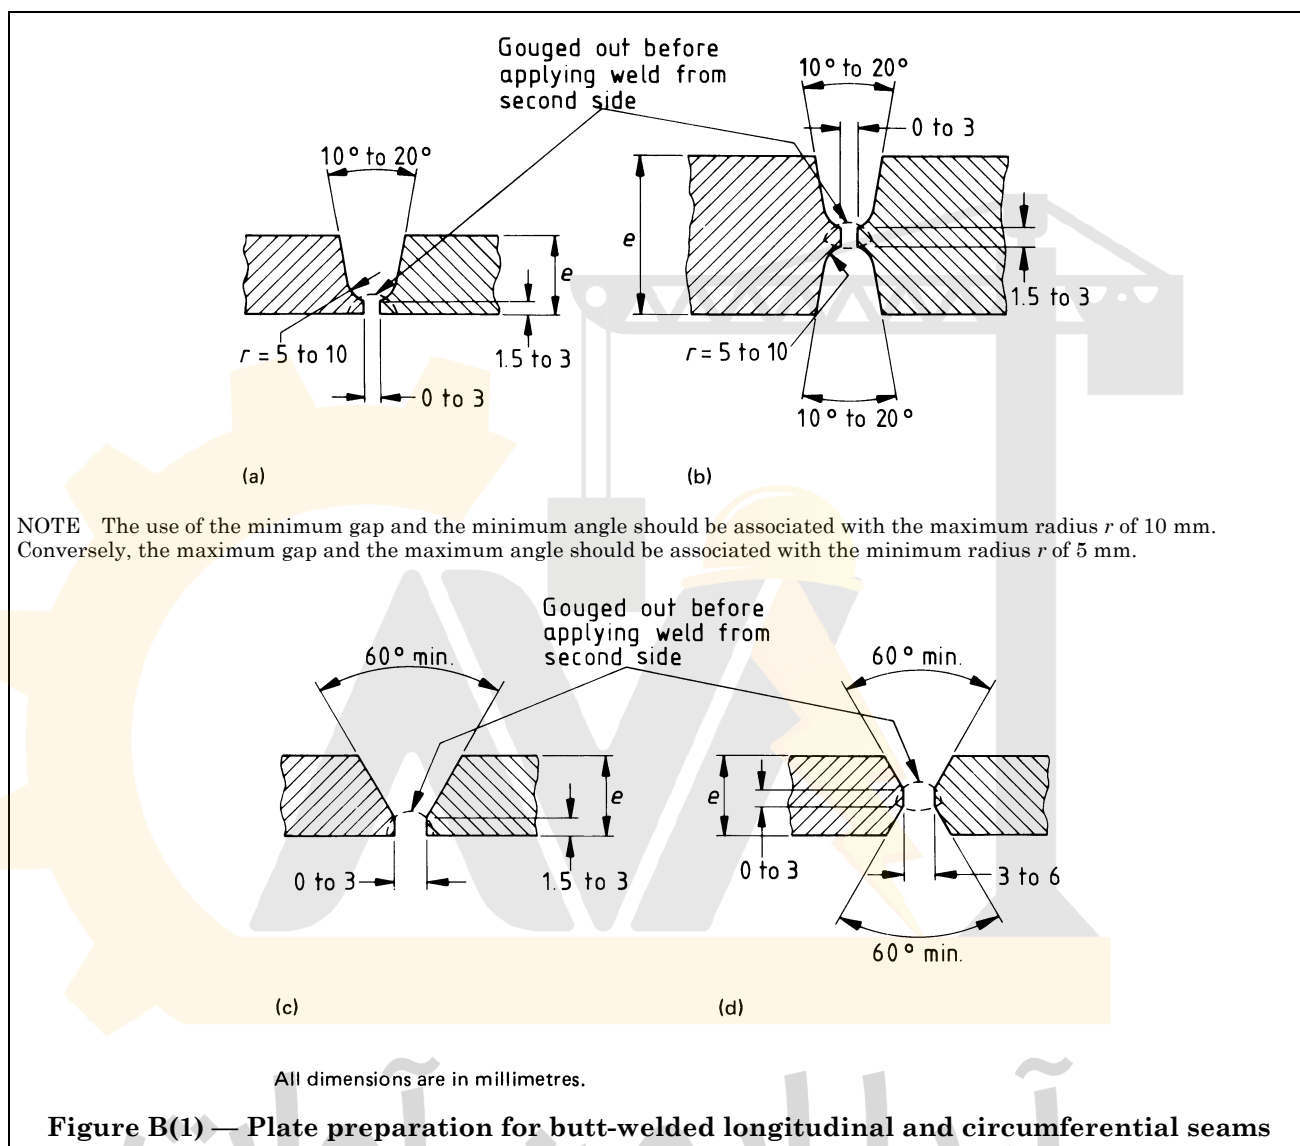 Gouged out before
applying weld from
second side
10° to 20°
10° to 20°
0 to 3
e
e
1.5 to 3
r = 5 to 10
1.5 to 3
0 to 3
r = 5 to 10
10° to 20°
(a)
(b)
NOTE The use of the minimum gap and the minimum angle should be associated with the maximum radius r of 10 mm.
Conversely, the maximum gap and the maximum angle should be associated with the minimum radius r of 5 mm.
Gouged out before
applying weld from
second side
60° min.
60° min.
e
e
0 to 3
1.5 to 3
0 to 3
3 to 6
60° min.
(c)
(d)
All dimensions are in millimetres.
Figure B(1) — Plate preparation for butt-welded longitudinal and circumferential seams